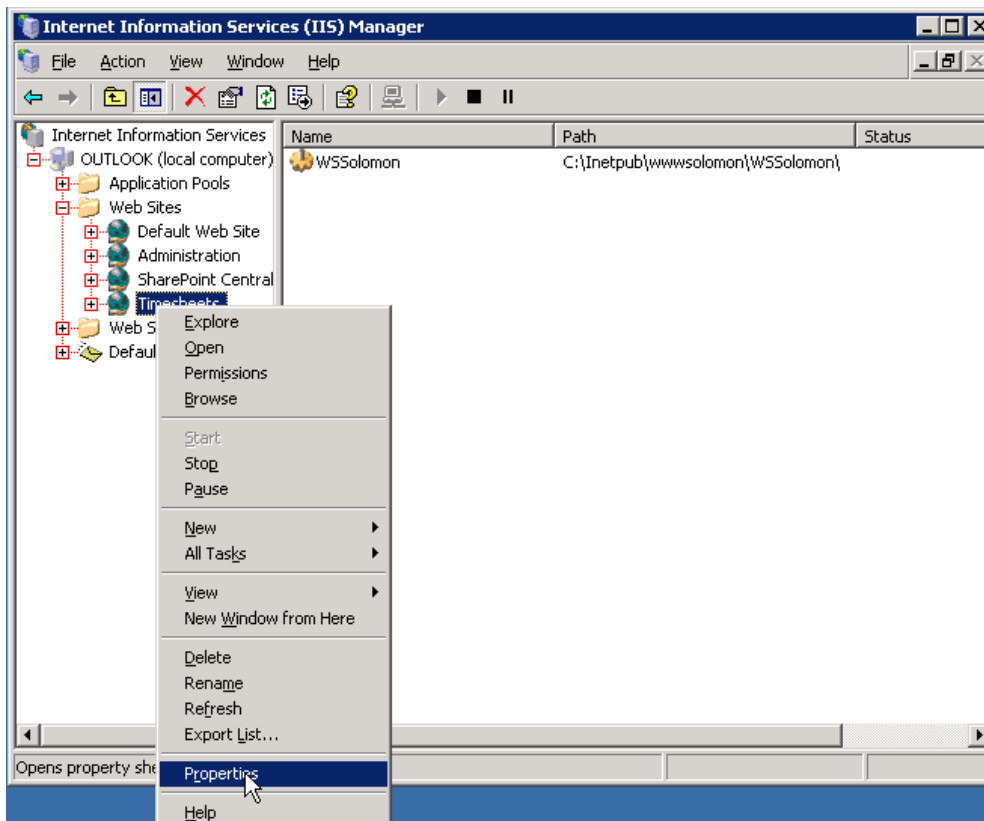 Internet Information Services (IIS) Manager
File Action View Window Help
Internet Information Services
OUTLOOK (local computer)
Application Pools
Web Sites
Default Web Site
Administration
SharePoint Central
Timesheets
Web S
Defaul
Name Path Status
WSSolomon C:\Inetpub\wwwsolomon\WSSolomon\
Explore
Open
Permissions
Browse
Start
Stop
Pause
New
All Tasks
View
New Window from Here
Delete
Rename
Refresh
Export List...
Properties
Help
Opens property she